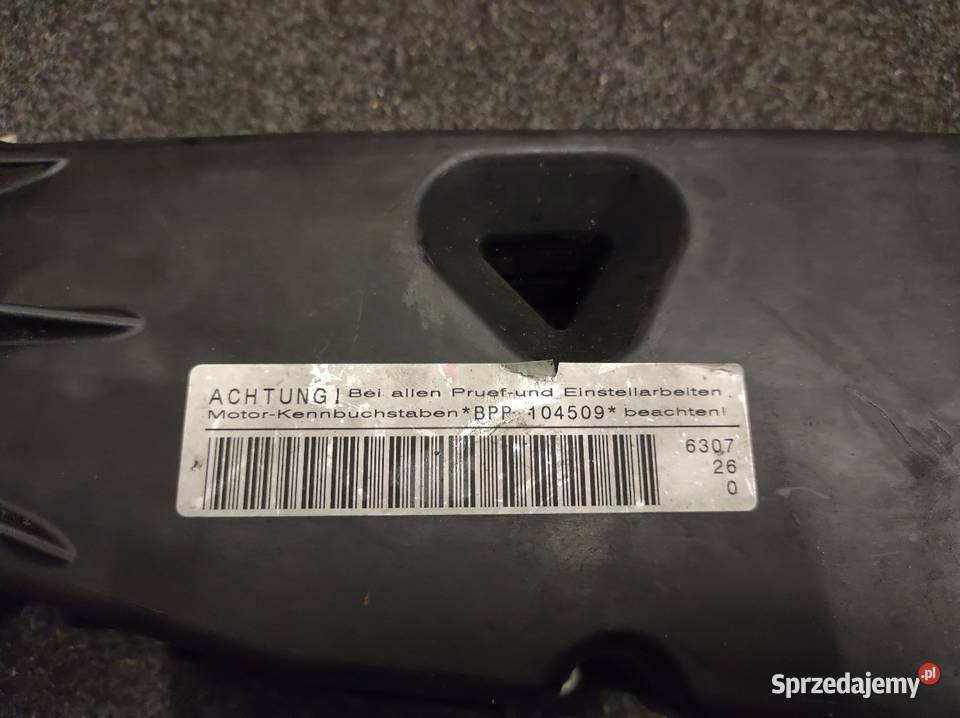 ACHTUNG! Bei allen Pruef-und Einstellarbeiten
Motor-Kennbuchstaben *BPP 104509* beachten!
6307
26
0
Sprzedajemy.pl